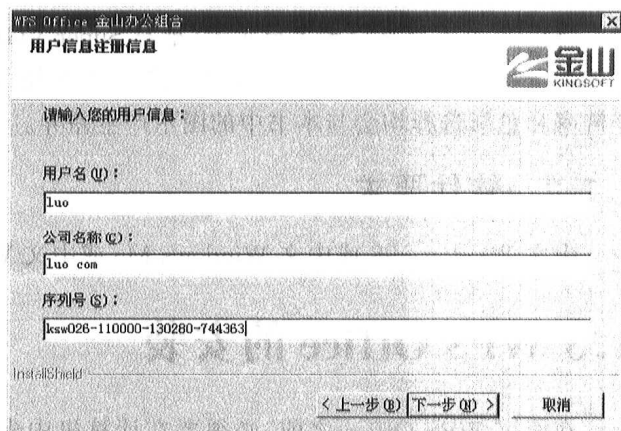 WPS Office 金山办公组合
用户信息注册信息
金山
KINGSOFT
请输入您的用户信息：
用户名(U)：
luo
公司名称(C)：
luo com
序列号(S)：
ksw026-110000-130280-744363
InstallShield
< 上一步(B) 下一步(N) > 取消